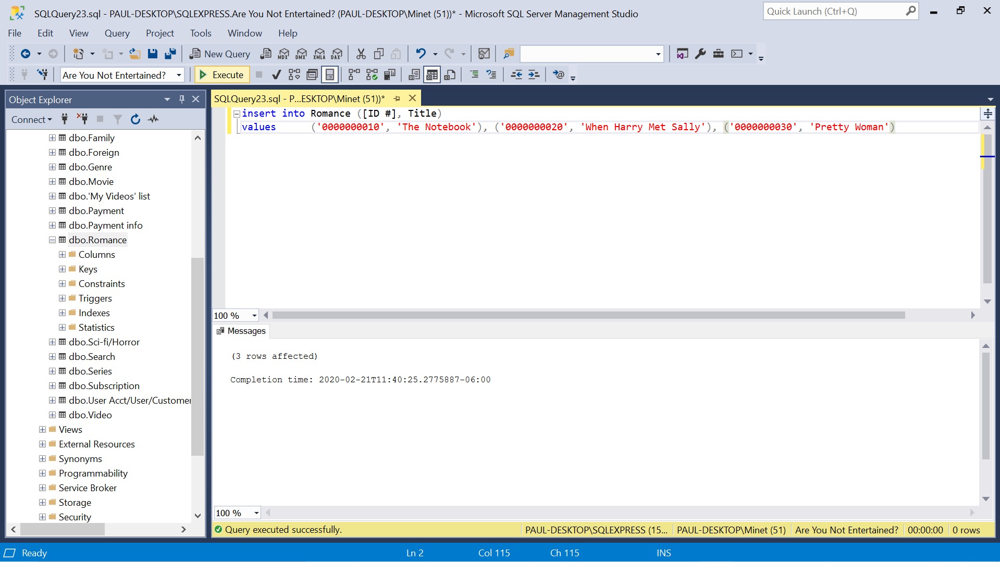 SQLQuery23.sql - PAUL-DESKTOP\SQLEXPRESS.Are You Not Entertained? (PAUL-DESKTOP\Minet (51))* - Microsoft SQL Server Management Studio
Quick Launch (Ctrl+Q)
File Edit View Query Project Tools Window Help
New Query MDX DMX XMLA DAX
Are You Not Entertained? Execute
Object Explorer
Connect
dbo.Family
dbo.Foreign
dbo.Genre
dbo.Movie
dbo.'My Videos' list
dbo.Payment
dbo.Payment info
dbo.Romance
Columns
Keys
Constraints
Triggers
Indexes
Statistics
dbo.Sci-fi/Horror
dbo.Search
dbo.Series
dbo.Subscription
dbo.User Acct/User/Customer
dbo.Video
Views
External Resources
Synonyms
Programmability
Service Broker
Storage
Security
SQLQuery23.sql - P...ESKTOP\Minet (51))*
insert into Romance ([ID #], Title)
values ('0000000010', 'The Notebook'), ('0000000020', 'When Harry Met Sally'), ('0000000030', 'Pretty Woman')
100 %
Messages
(3 rows affected)
Completion time: 2020-02-21T11:40:25.2775887-06:00
100 %
Query executed successfully. PAUL-DESKTOP\SQLEXPRESS (15... PAUL-DESKTOP\Minet (51) Are You Not Entertained? 00:00:00 0 rows
Ready Ln 2 Col 115 Ch 115 INS